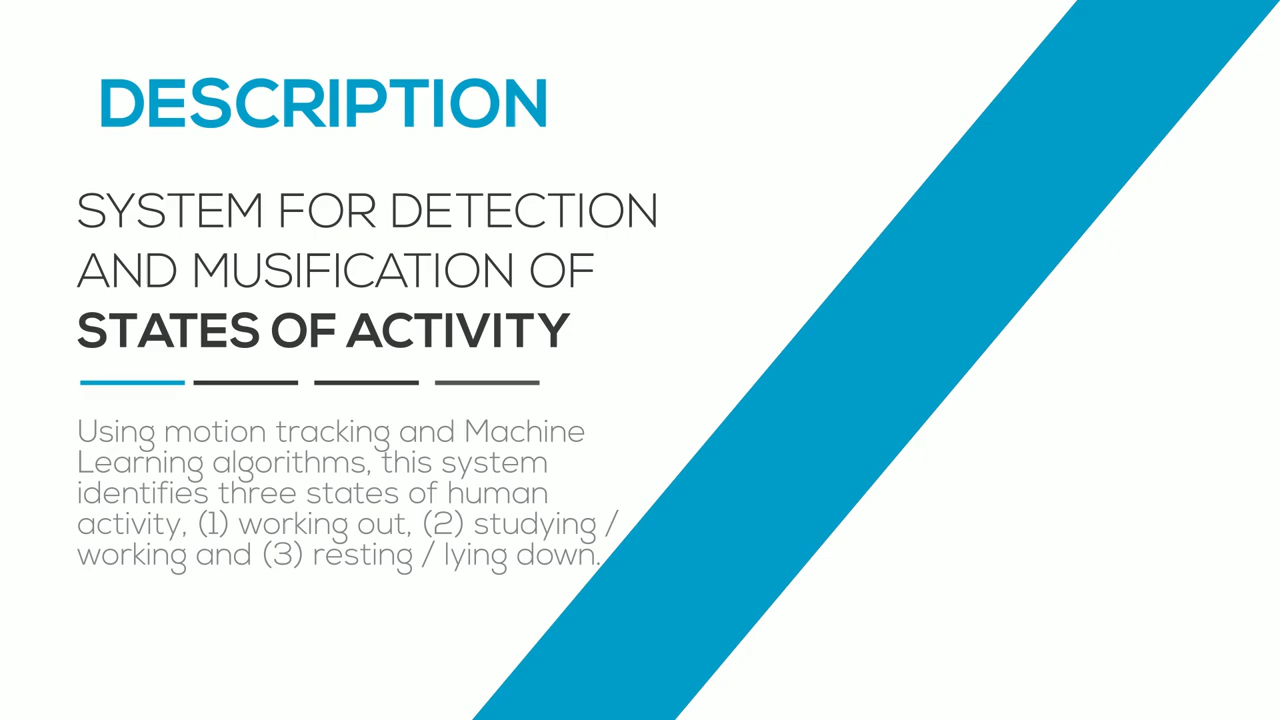 DESCRIPTION
SYSTEM FOR DETECTION
AND MUSIFICATION OF
STATES OF ACTIVITY
Using motion tracking and Machine
Learning algorithms, this system
identifies three states of human
activity, (1) working out, (2) studying /
working and (3) resting / lying down.